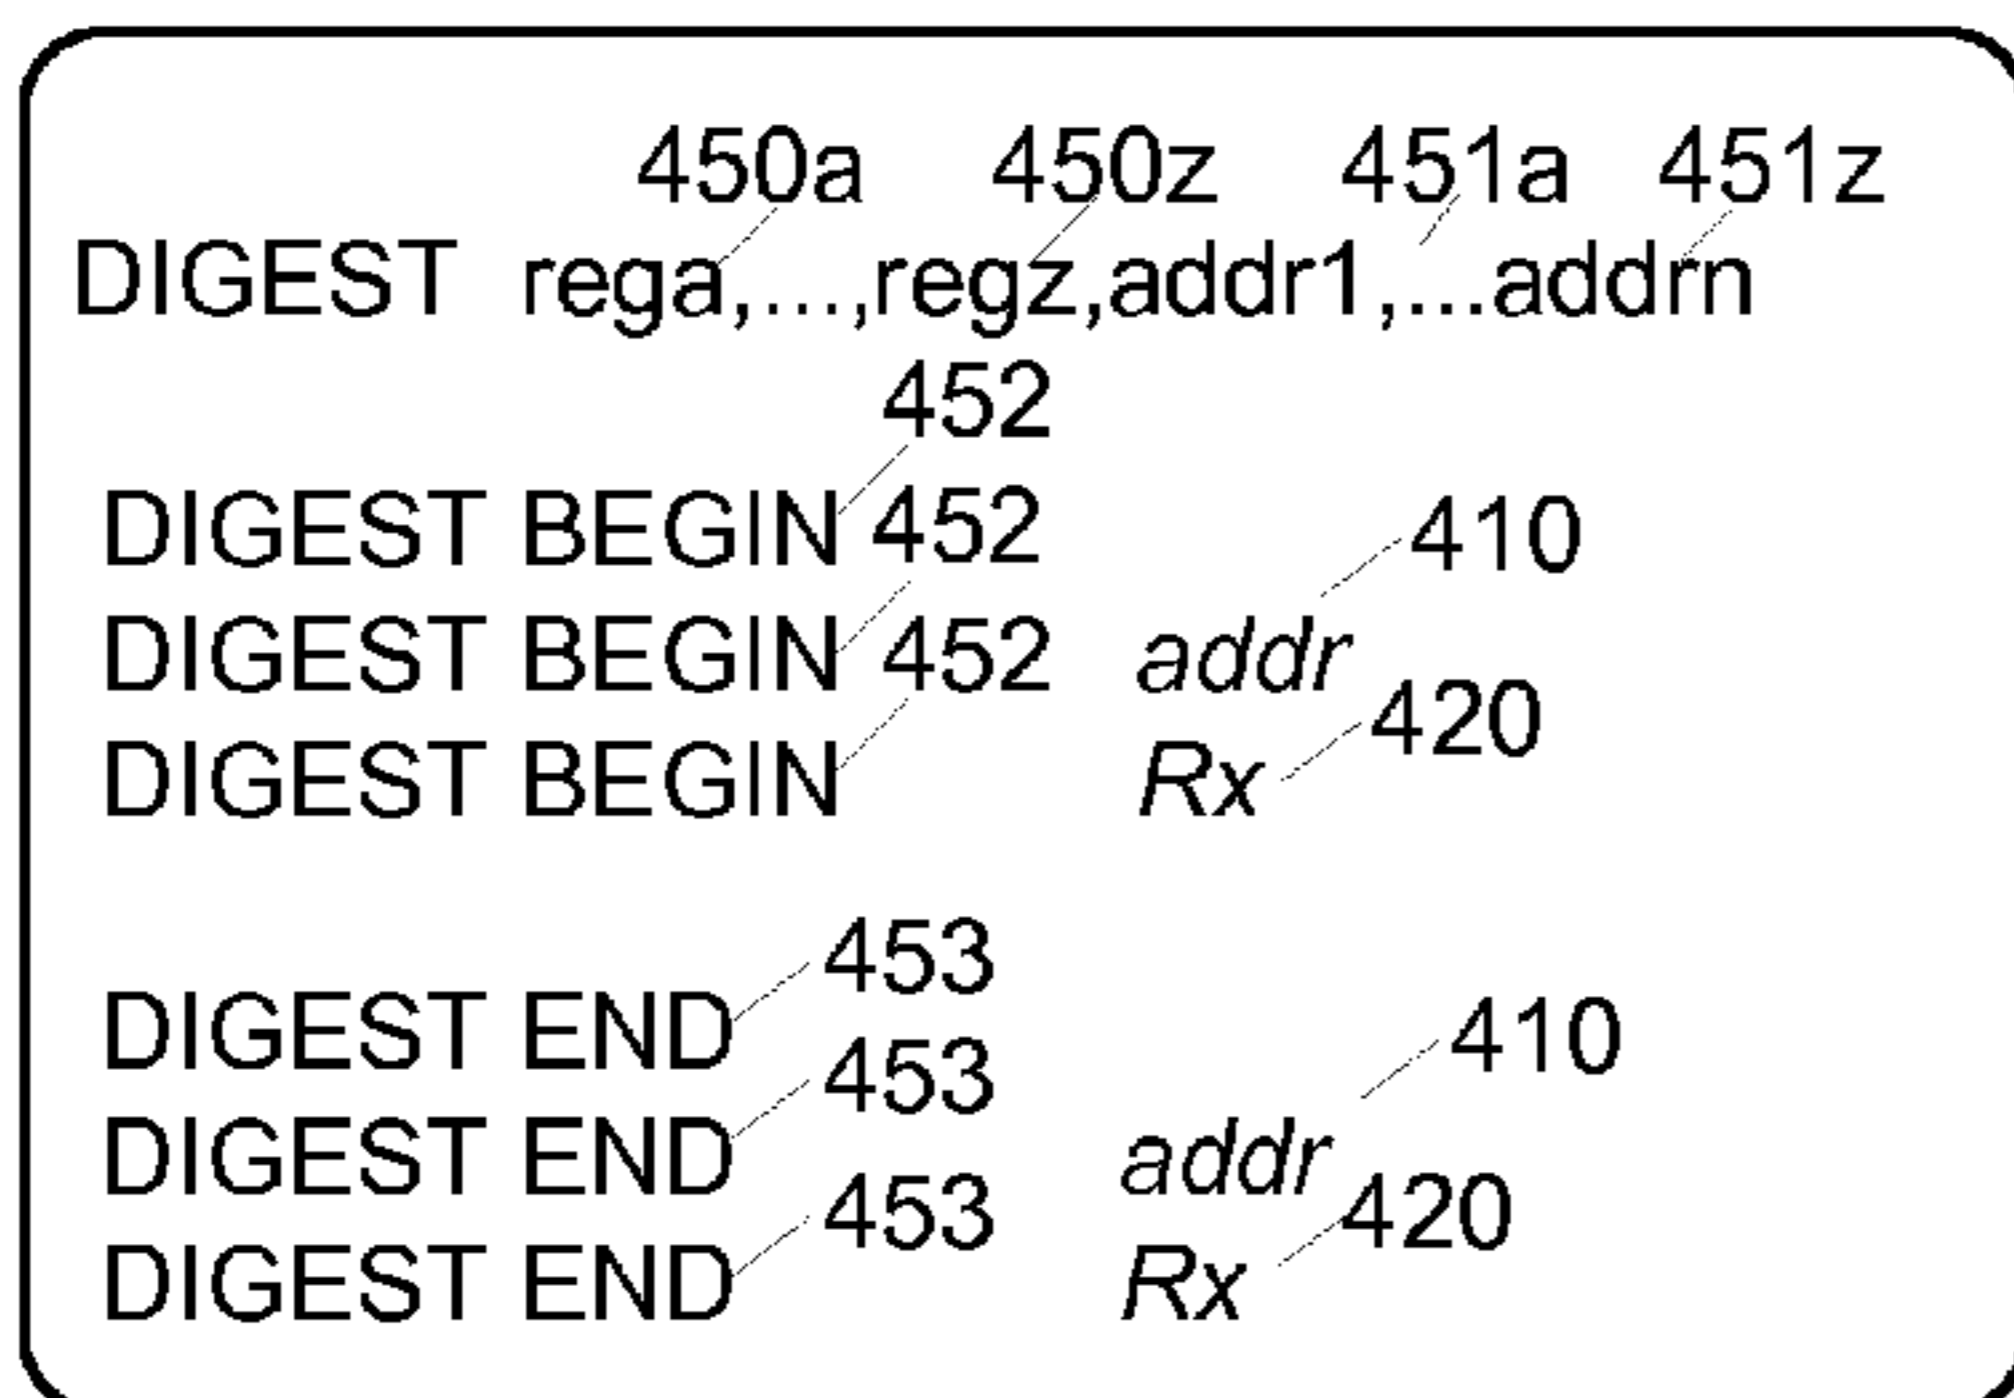 450a 450z 451a 451z
DIGEST rega,...,regz,addr1,...addrn
452
DIGEST BEGIN 452 410
DIGEST BEGIN 452 addr
420
DIGEST BEGIN Rx
453
DIGEST END 410
453
DIGEST END addr
453 420
DIGEST END Rx